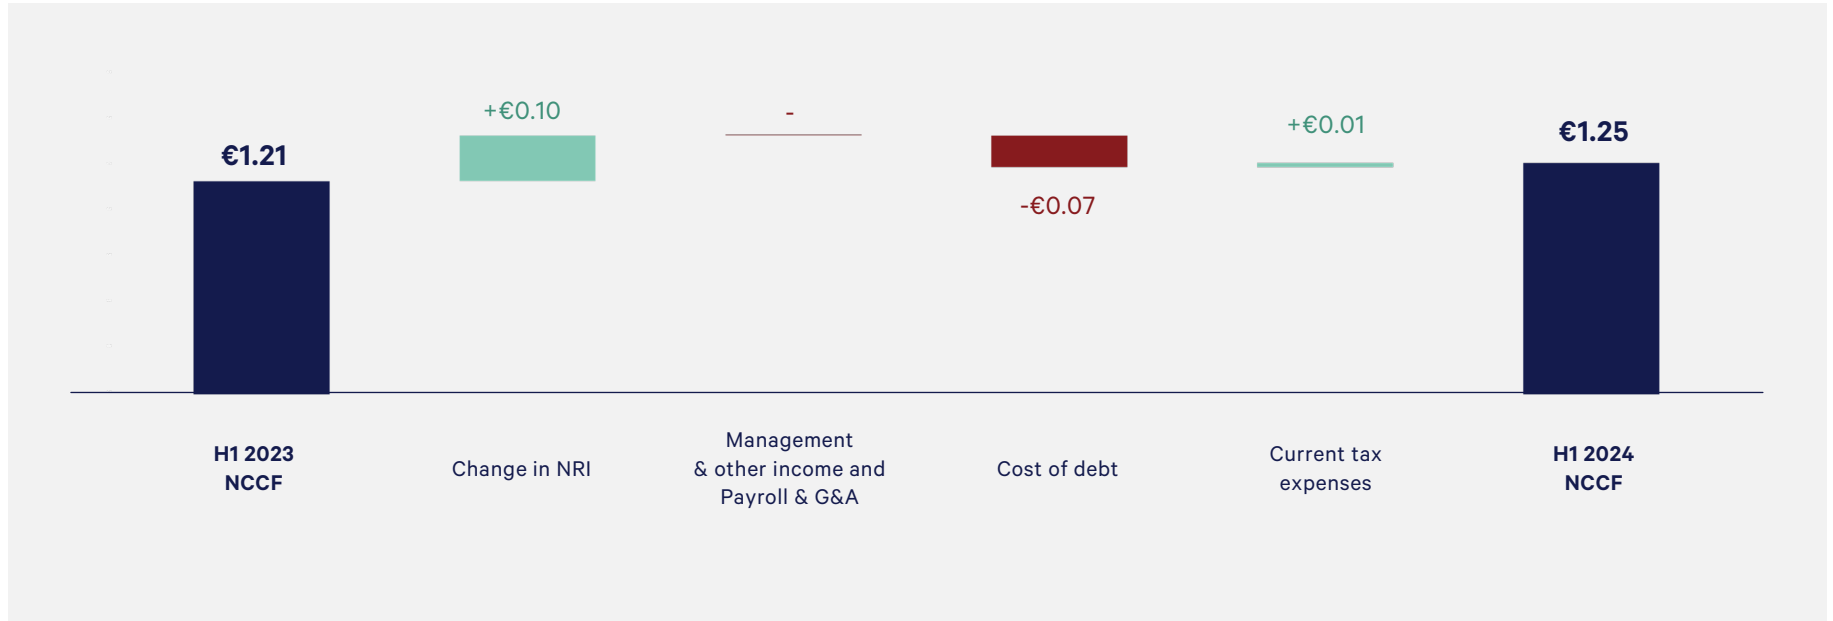 +€0.10
-
+€0.01
€1.25
€1.21
-€0.07
H1 2023
NCCF
Change in NRI
Management
& other income and
Payroll & G&A
Cost of debt
Current tax
expenses
H1 2024
NCCF